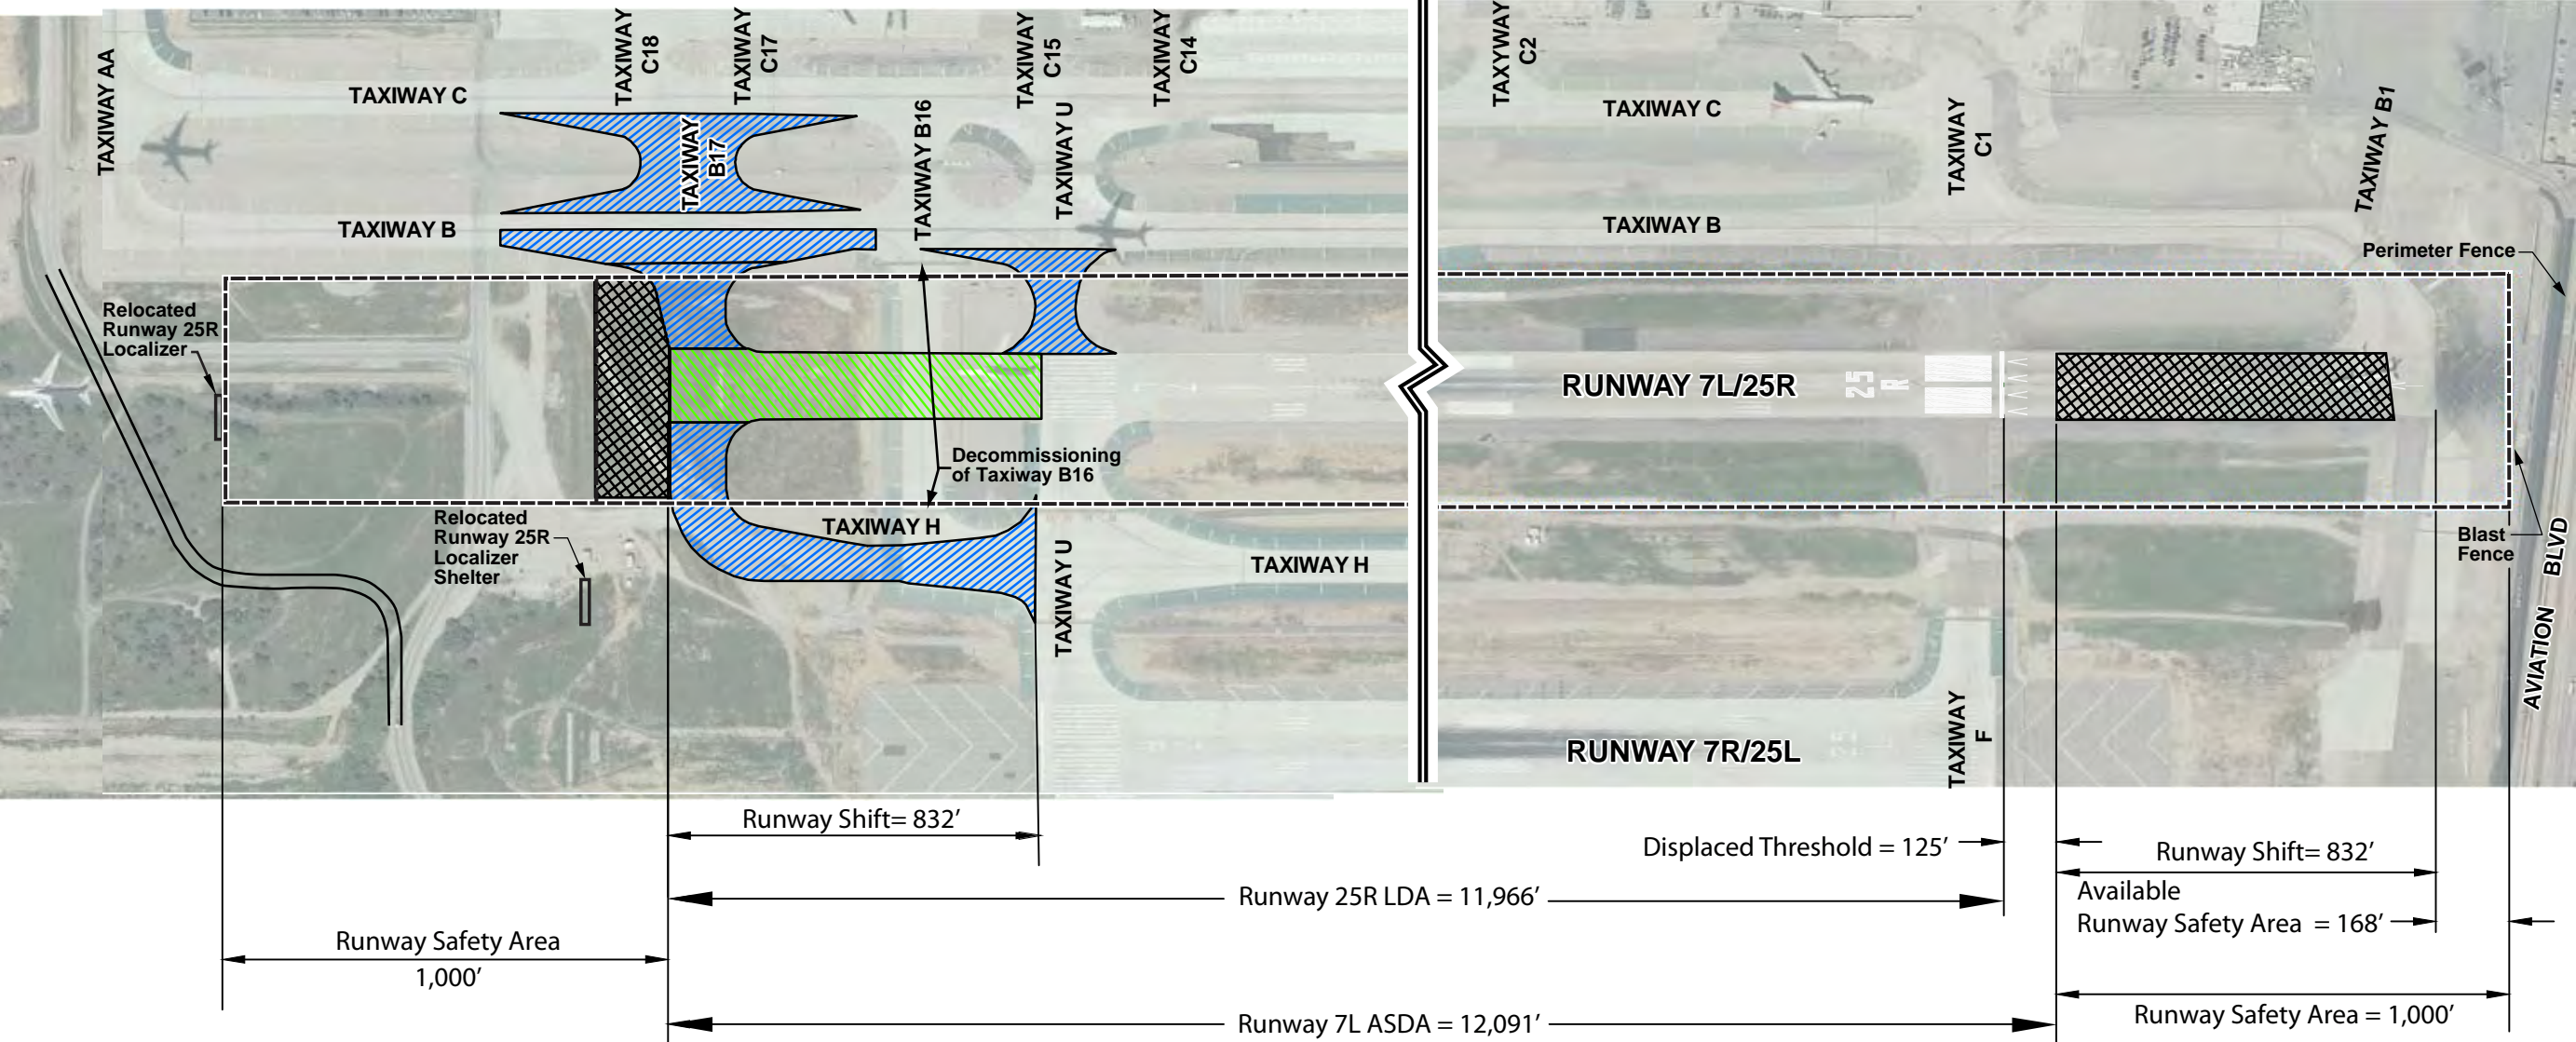 TAXIWAY AA
TAXIWAY C
TAXIWAY
C18
TAXIWAY
C17
TAXIWAY
C15
TAXIWAY
C14
TAXIWAY
B17
TAXIWAY B16
TAXIWAY U
TAXIWAY B
TAXYWAY
C2
TAXIWAY C
TAXIWAY
C1
TAXIWAY B1
TAXIWAY B
Perimeter Fence
Relocated
Runway 25R
Localizer
RUNWAY 7L/25R
25
R
Decommissioning
of Taxiway B16
Relocated
Runway 25R
Localizer
Shelter
TAXIWAY H
TAXIWAY U
TAXIWAY H
Blast
Fence
AVIATION BLVD
RUNWAY 7R/25L
TAXIWAY
F
Runway Shift= 832’
Displaced Threshold = 125’
Runway Shift= 832’
Runway 25R LDA = 11,966’
Available
Runway Safety Area = 168’
Runway Safety Area
1,000’
Runway 7L ASDA = 12,091’
Runway Safety Area = 1,000’